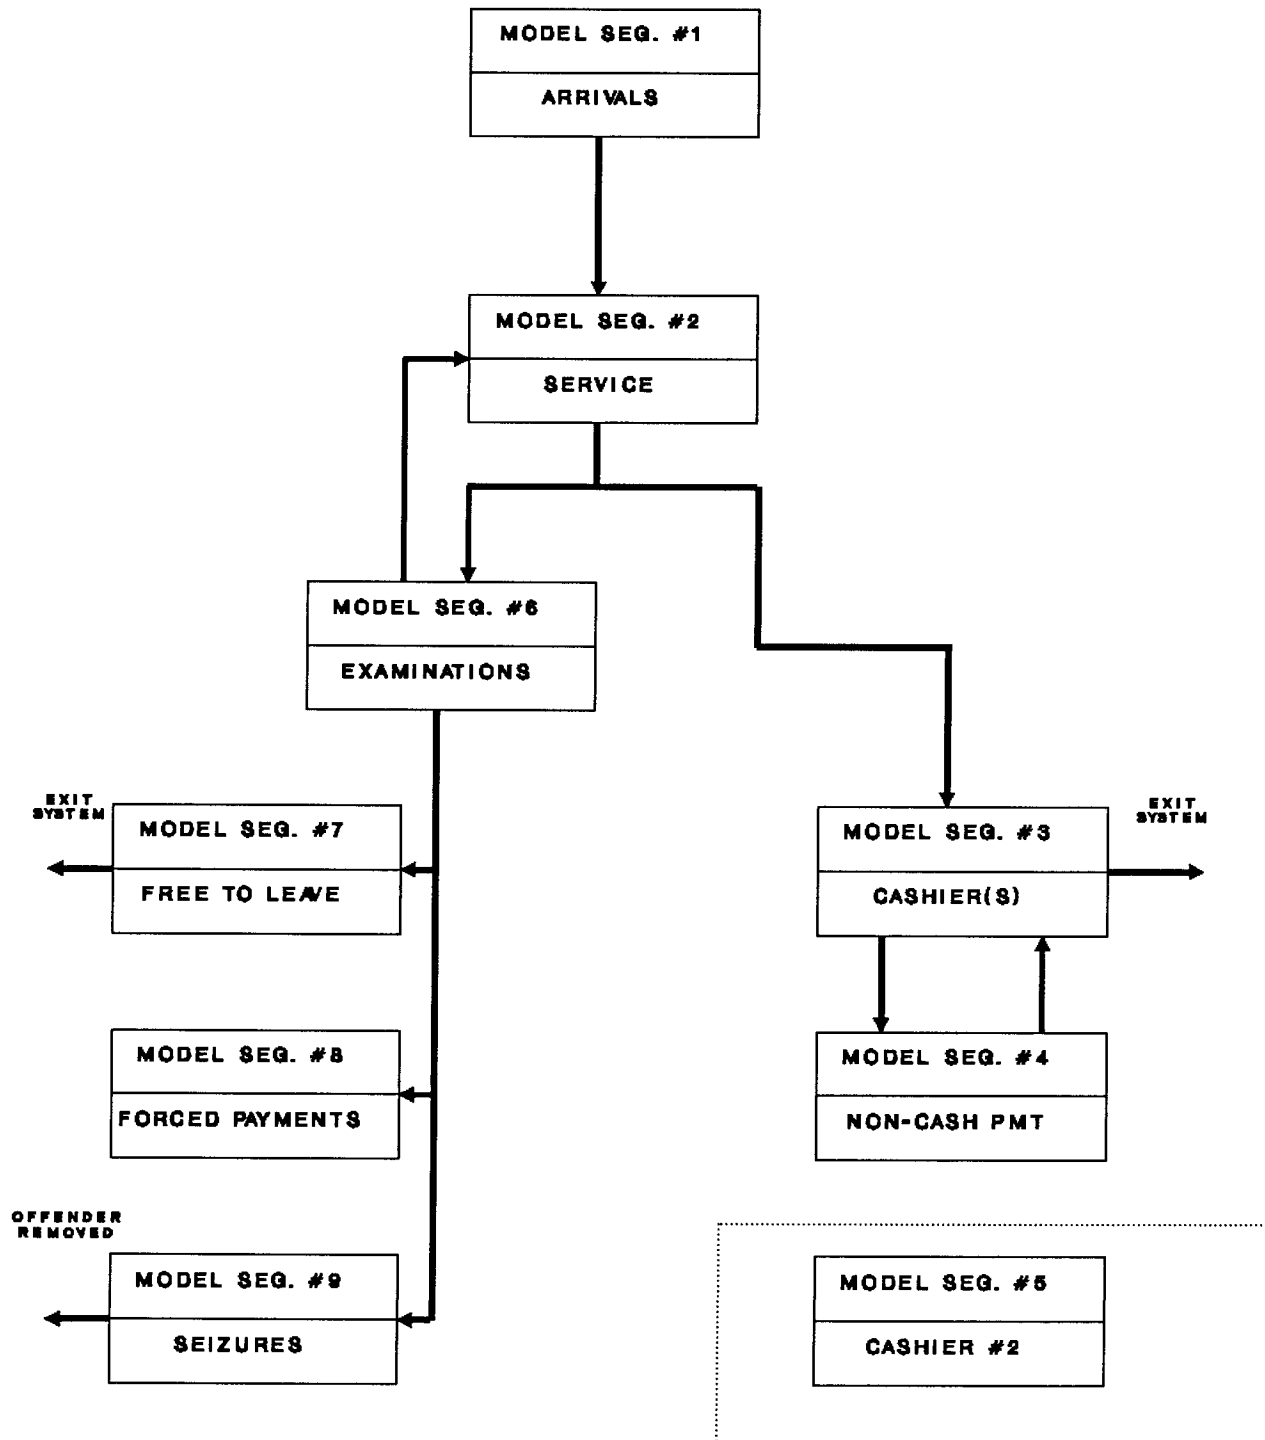 MODEL SEG. #1
ARRIVALS
MODEL SEG. #2
SERVICE
MODEL SEG. #6
EXAMINATIONS
EXIT
SYSTEM
MODEL SEG. #7
FREE TO LEAVE
MODEL SEG. #3
CASHIER(S)
EXIT
SYSTEM
MODEL SEG. #8
FORCED PAYMENTS
MODEL SEG. #4
NON-CASH PMT
OFFENDER
REMOVED
MODEL SEG. #9
SEIZURES
MODEL SEG. #5
CASHIER #2